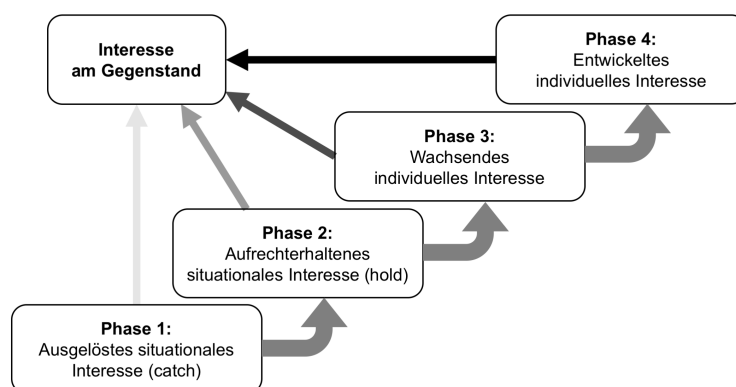 Interesse
am Gegenstand
Phase 4:
Entwickeltes
individuelles Interesse
Phase 3:
Wachsendes
individuelles Interesse
Phase 2:
Aufrechterhaltenes
situationales Interesse (hold)
Phase 1:
Ausgelöstes situationales
Interesse (catch)